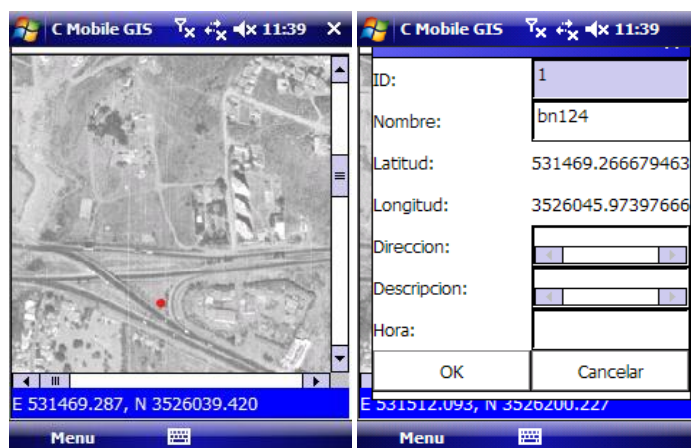 C Mobile GIS 11:39
E 531469.287, N 3526039.420
Menu
C Mobile GIS 11:39
ID: 1
Nombre: bn124
Latitud: 531469.266679463
Longitud: 3526045.97397666
Direccion:
Descripcion:
Hora:
OK Cancelar
E 531512.093, N 3526200.227
Menu